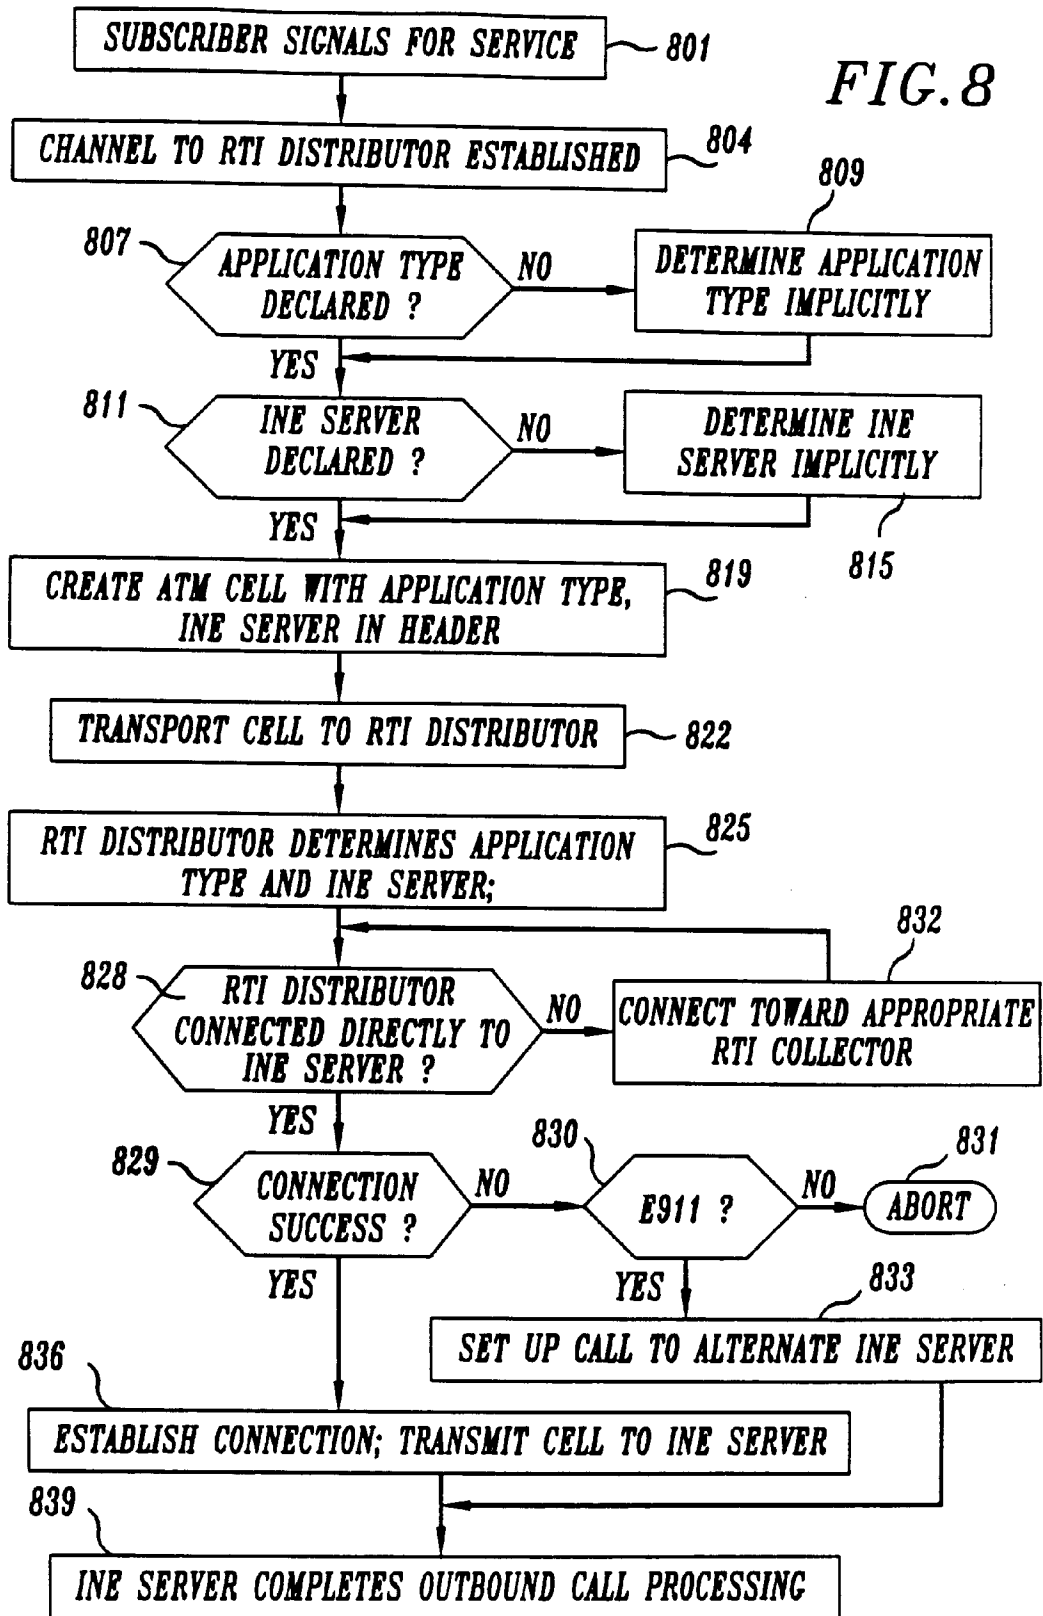 SUBSCRIBER SIGNALS FOR SERVICE
801
FIG. 8
CHANNEL TO RTI DISTRIBUTOR ESTABLISHED
804
807
APPLICATION TYPE
DECLARED ?
NO
809
DETERMINE APPLICATION
TYPE IMPLICITLY
YES
811
INE SERVER
DECLARED ?
NO
DETERMINE INE
SERVER IMPLICITLY
815
YES
CREATE ATM CELL WITH APPLICATION TYPE,
INE SERVER IN HEADER
819
TRANSPORT CELL TO RTI DISTRIBUTOR
822
RTI DISTRIBUTOR DETERMINES APPLICATION
TYPE AND INE SERVER;
825
828
RTI DISTRIBUTOR
CONNECTED DIRECTLY TO
INE SERVER ?
NO
832
CONNECT TOWARD APPROPRIATE
RTI COLLECTOR
YES
829
CONNECTION
SUCCESS ?
NO
830
E911 ?
NO
831
ABORT
YES
YES
833
SET UP CALL TO ALTERNATE INE SERVER
836
ESTABLISH CONNECTION; TRANSMIT CELL TO INE SERVER
839
INE SERVER COMPLETES OUTBOUND CALL PROCESSING